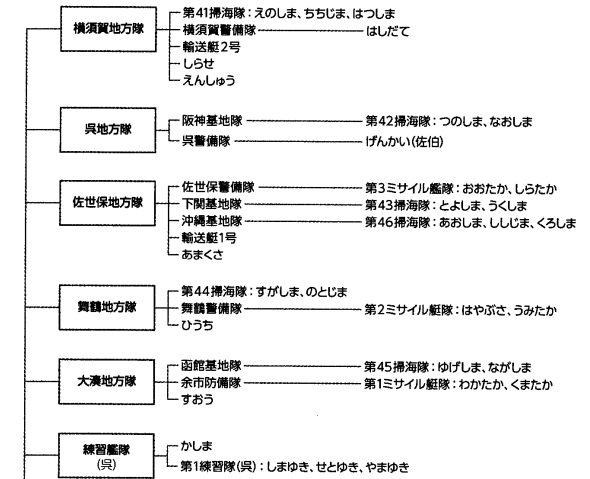 横須賀地方隊
第41掃海隊：えのしま、ちちじま、はつしま
横須賀警備隊 はしだて
輸送艇2号
しらせ
えんしゅう
呉地方隊
阪神基地隊 第42掃海隊：つのしま、なおしま
呉警備隊 げんかい(佐伯)
佐世保地方隊
佐世保警備隊 第3ミサイル艦隊：おおたか、しらたか
下関基地隊 第43掃海隊：とよしま、うくしま
沖縄基地隊 第46掃海隊：あおしま、ししじま、くろしま
輸送艇1号
あまくさ
舞鶴地方隊
第44掃海隊：すがしま、のとじま
舞鶴警備隊 第2ミサイル艇隊：はやぶさ、うみたか
ひうち
大湊地方隊
函館基地隊 第45掃海隊：ゆげしま、ながしま
余市防備隊 第1ミサイル艇隊：わかたか、くまたか
すおう
練習艦隊
(呉)
かしま
第1練習隊(呉)：しまゆき、せとゆき、やまゆき